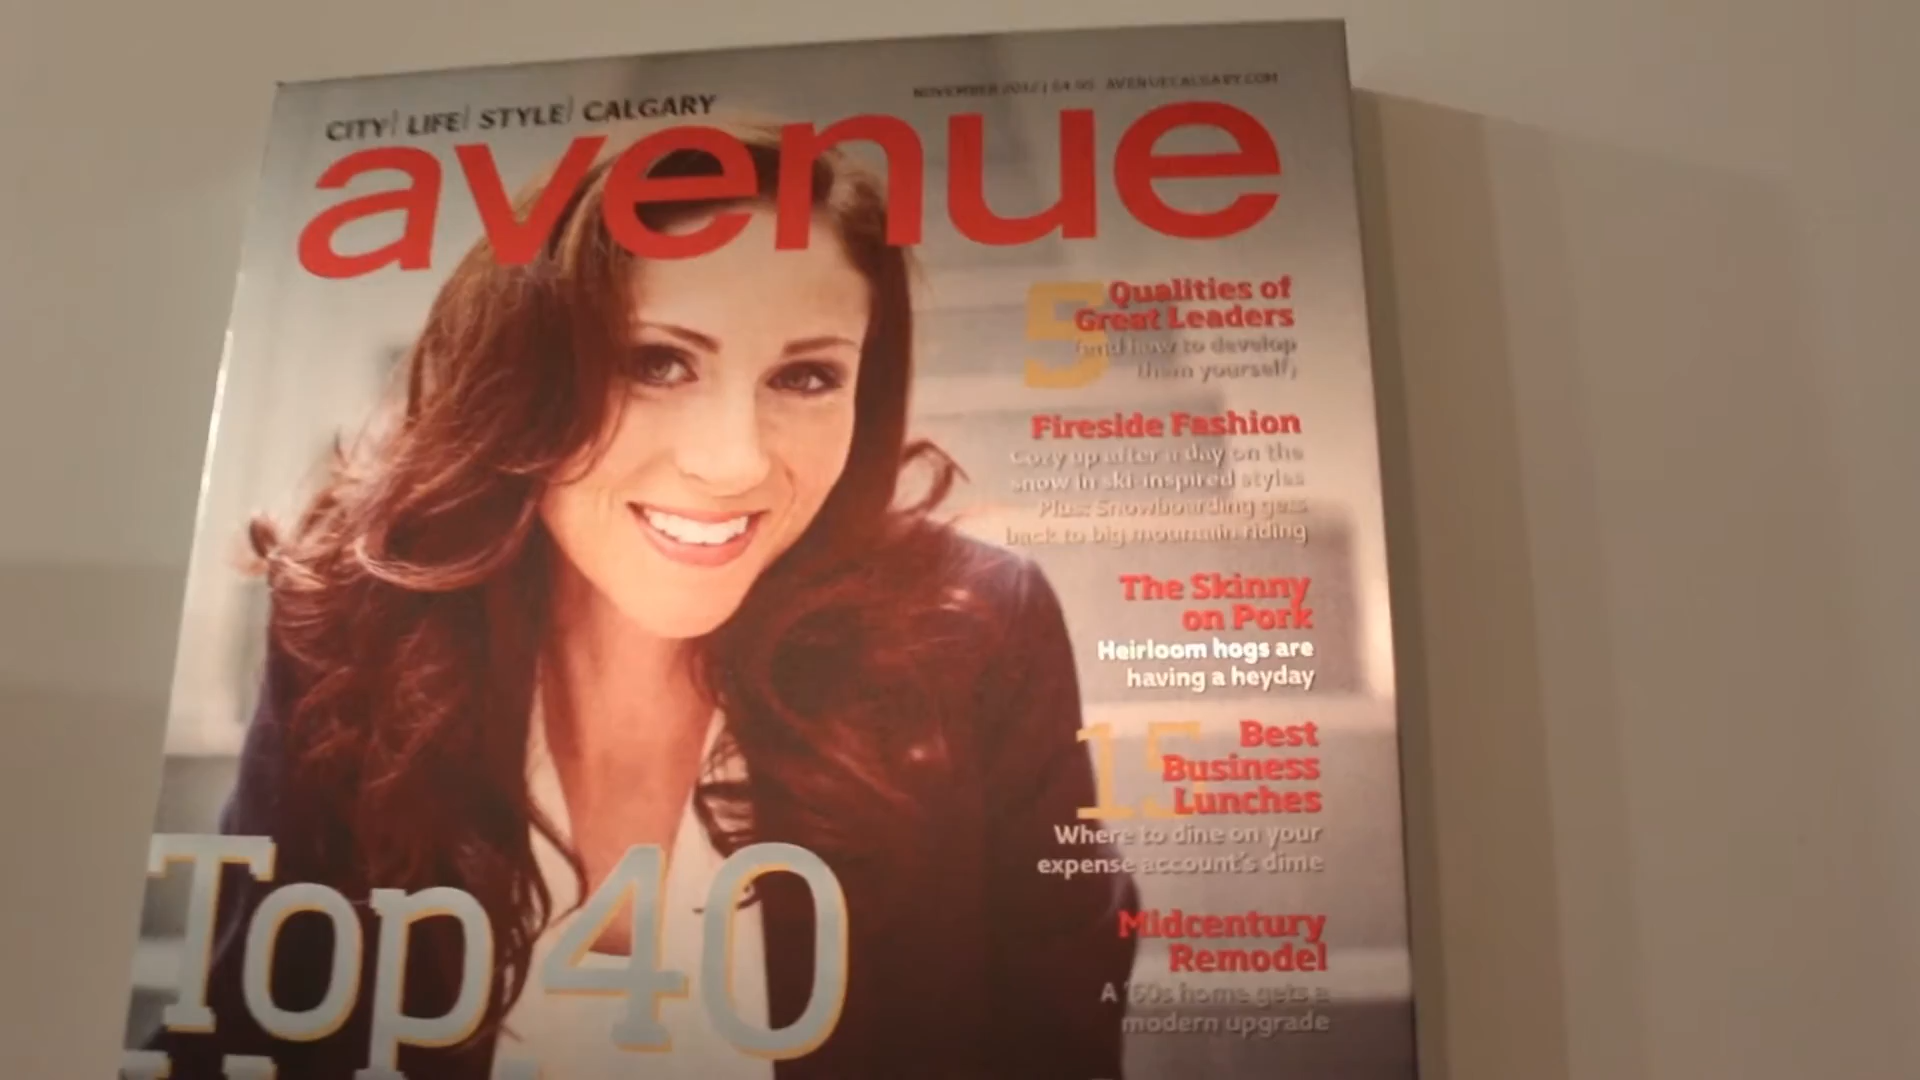 CITY| LIFE| STYLE| CALGARY
NOVEMBER 2012 | $4.95 AVENUECALGARY.COM
avenue
5 Qualities of
Great Leaders
(and how to develop
them yourself)
Fireside Fashion
Cozy up after a day on the
snow in ski-inspired styles
Plus: Snowboarding gets
back to big mountain riding
The Skinny
on Pork
Heirloom hogs are
having a heyday
15 Best
Business
Lunches
Where to dine on your
expense account's dime
Midcentury
Remodel
A '60s home gets a
modern upgrade
Top 40